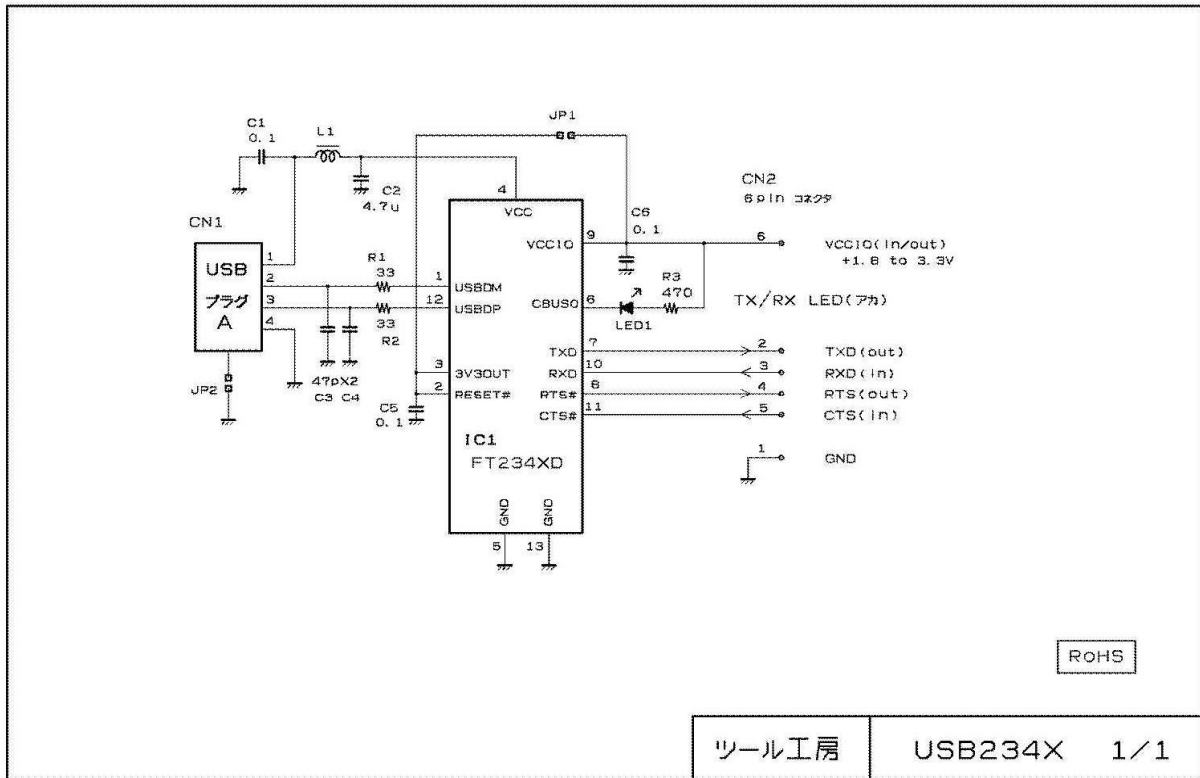 JP1
C1
0.1
L1
C2
4.7u
4
VCC
CN2
6pin コネクタ
CN1
C6
0.1
9
VCCIO
6
VCCIO(in/out)
+1.8 to 3.3V
USB
プラグ
A
1
2
3
4
R1
33
33
R2
1
USBDM
12
USBDP
CBUS0
6
LED1
R3
470
TX/RX LED(アカ)
TXD
7
2
TXD(out)
RXD
10
3
RXD(in)
RTS#
8
4
RTS(out)
CTS#
11
5
CTS(in)
3
3V3OUT
2
RESET#
JP2
47pX2
C3 C4
C5
0.1
IC1
FT234XD
1
GND
GND
GND
5
13
RoHS
ツール工房
USB234X 1/1